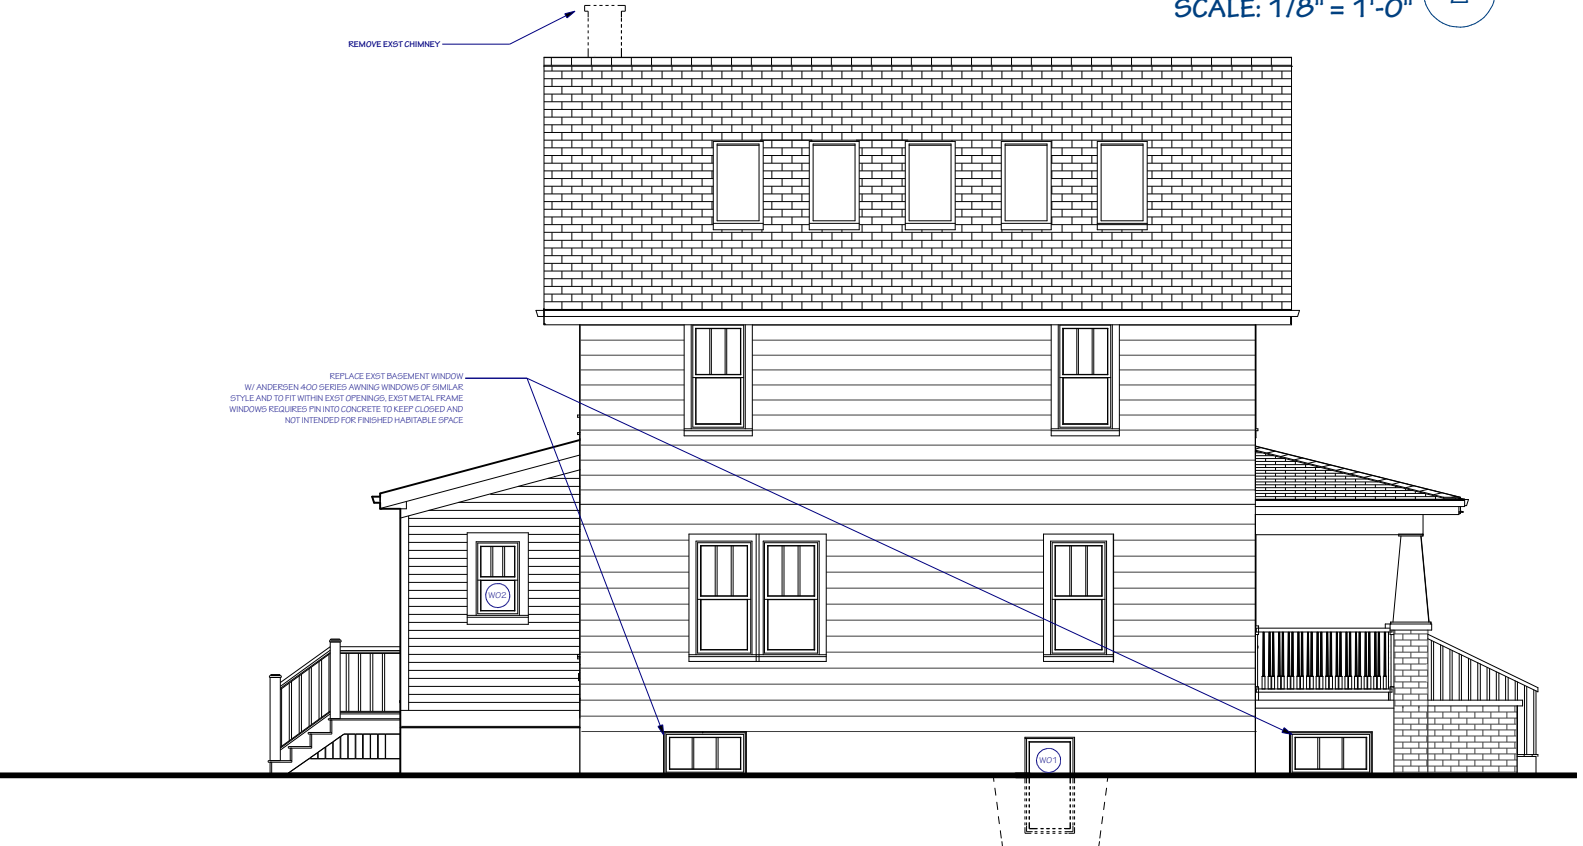 SCALE: 1/8" = 1'-0"
REMOVE EXST CHIMNEY
REPLACE EXST BASEMENT WINDOW
W/ ANDERSEN 400 SERIES AWNING WINDOWS OF SIMILAR
STYLE AND TO FIT WITHIN EXST OPENINGS, EXST METAL FRAME
WINDOWS REQUIRES PIN INTO CONCRETE TO KEEP CLOSED AND
NOT INTENDED FOR FINISHED HABITABLE SPACE
W02
W01